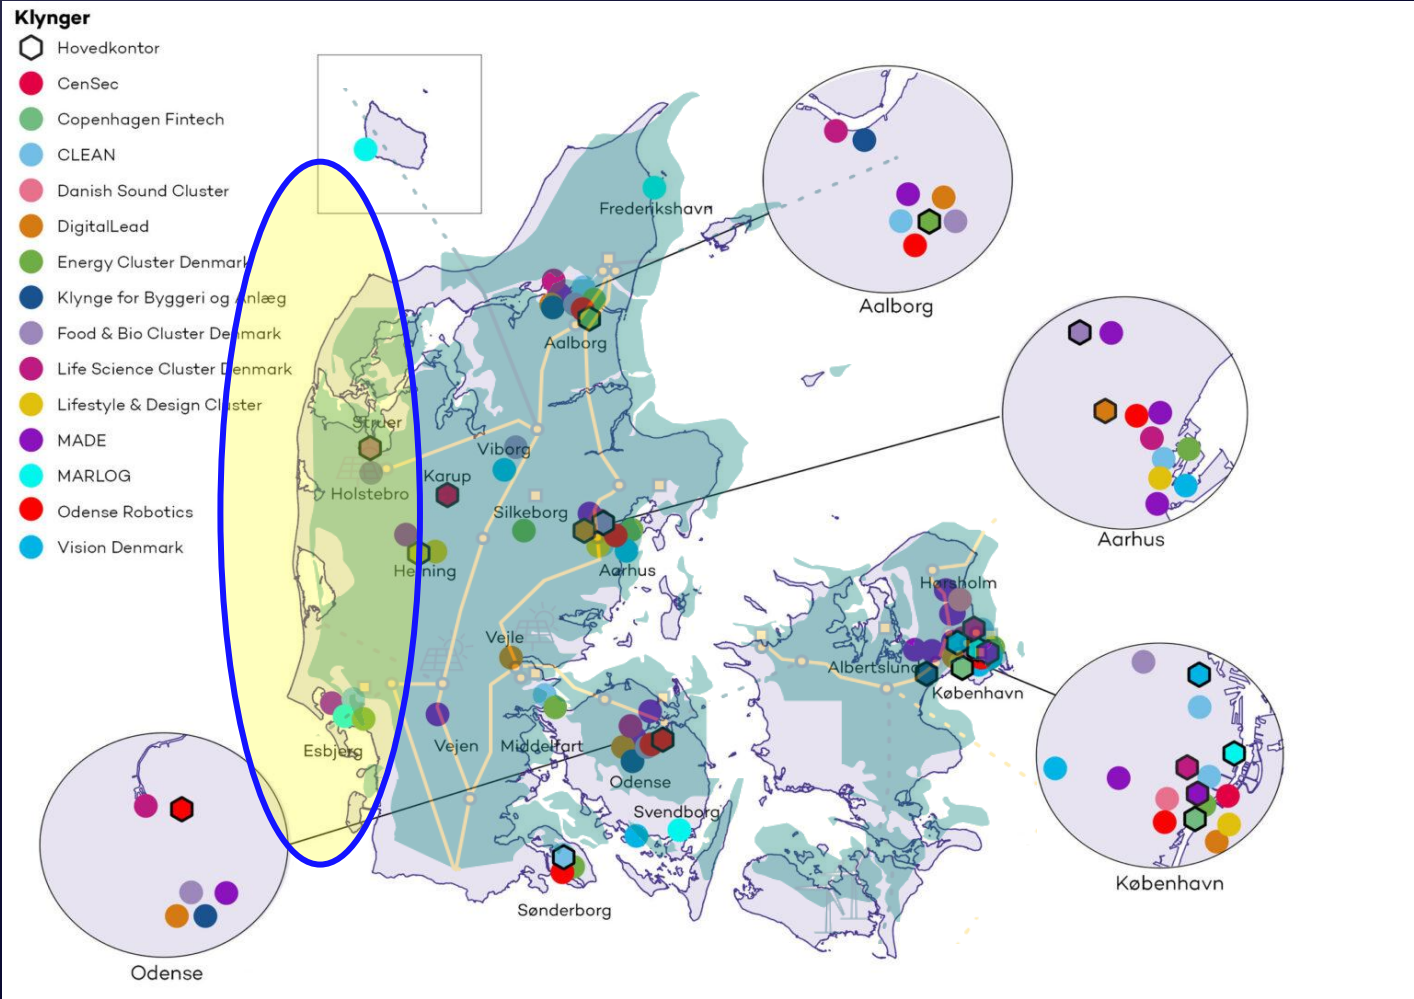 Klynger
Hovedkontor
CenSec
Copenhagen Fintech
CLEAN
Danish Sound Cluster
DigitalLead
Energy Cluster Denmark
Klynge for Byggeri og Anlæg
Food & Bio Cluster Denmark
Life Science Cluster Denmark
Lifestyle & Design Cluster
MADE
MARLOG
Odense Robotics
Vision Denmark
Frederikshavn
Aalborg
Aalborg
Struer
Viborg
Karup
Holstebro
Silkeborg
Herning
Aarhus
Aarhus
Hørsholm
Vejle
Albertslund
København
Esbjerg
Vejen
Middelfart
Odense
Svendborg
København
Sønderborg
Odense